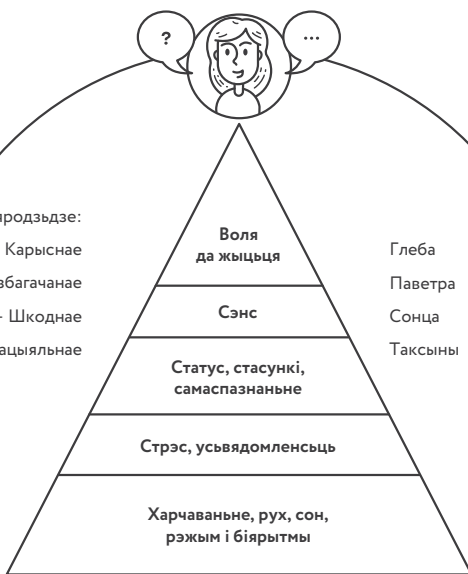 ?
...
Воля
да жыцьця
Сэнс
Статус, стасункі,
самаспазнаньне
Стрэс, усьвядомленсьць
Харчаваньне, рух, сон,
рэжым і біярытмы
Карыснае
- Шкоднае
Глеба
Паветра
Сонца
Таксыны